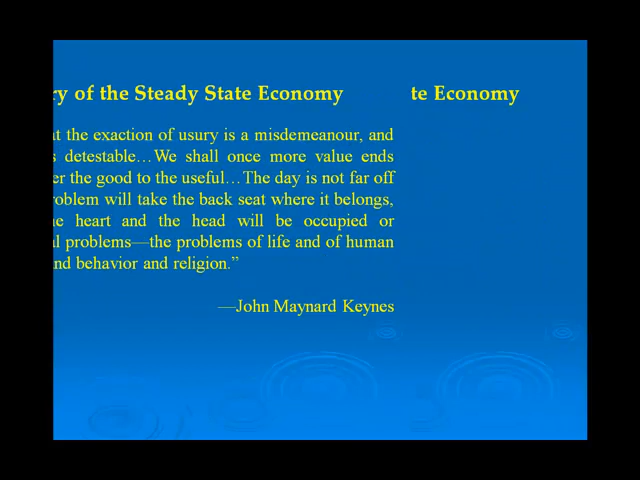 ry of the Steady State Economy te Economy
at the exaction of usury is a misdemeanour, and
s detestable…We shall once more value ends
er the good to the useful…The day is not far off
roblem will take the back seat where it belongs,
he heart and the head will be occupied or
al problems—the problems of life and of human
and behavior and religion.”
—John Maynard Keynes